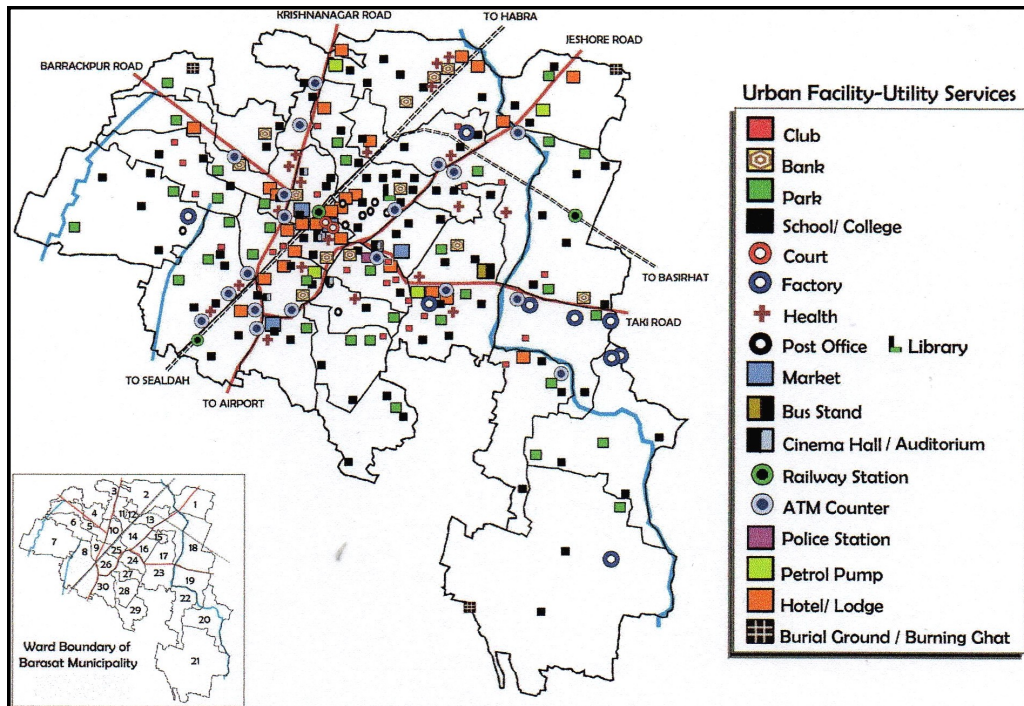 KRISHNANAGAR ROAD
TO HABRA
JESHORE ROAD
BARRACKPUR ROAD
TO BASIRHAT
TAKI ROAD
TO SEALDAH
TO AIRPORT
Urban Facility-Utility Services
Club
Bank
Park
School/ College
Court
Factory
Health
Post Office Library
Market
Bus Stand
Cinema Hall / Auditorium
Railway Station
ATM Counter
Police Station
Petrol Pump
Hotel/ Lodge
Burial Ground / Burning Ghat
3 2 1
4 11 12
6 5 10 14 13
7 8 9 25 16 15 18
26 24 17
27 23 19
30 28 22
29 20
21
Ward Boundary of
Barasat Municipality